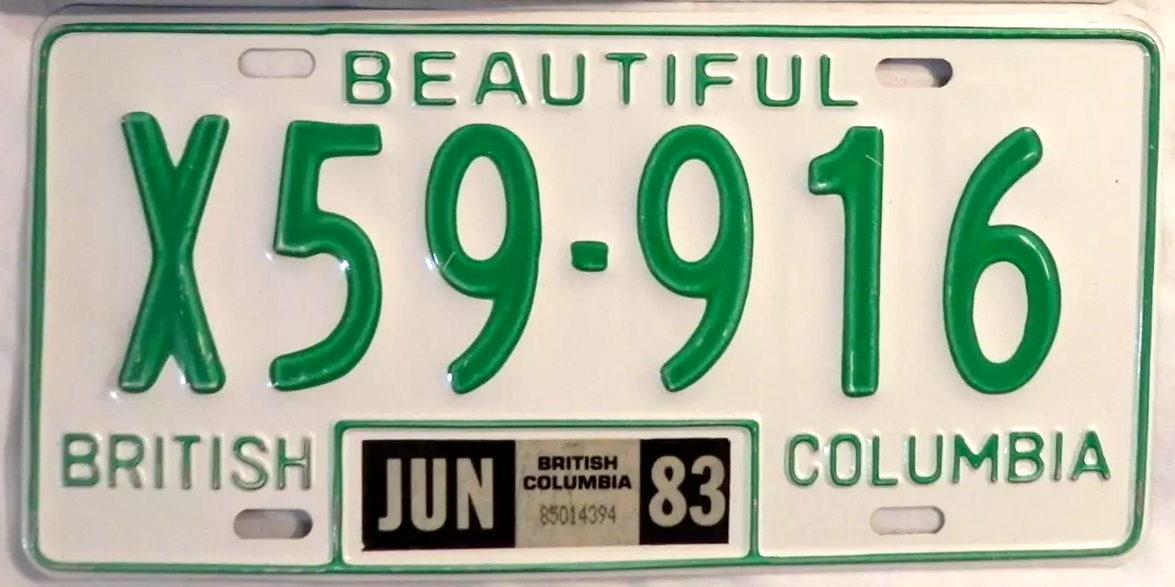 BEAUTIFUL
X59-916
BRITISH
JUN
BRITISH
COLUMBIA
85014394
83
COLUMBIA